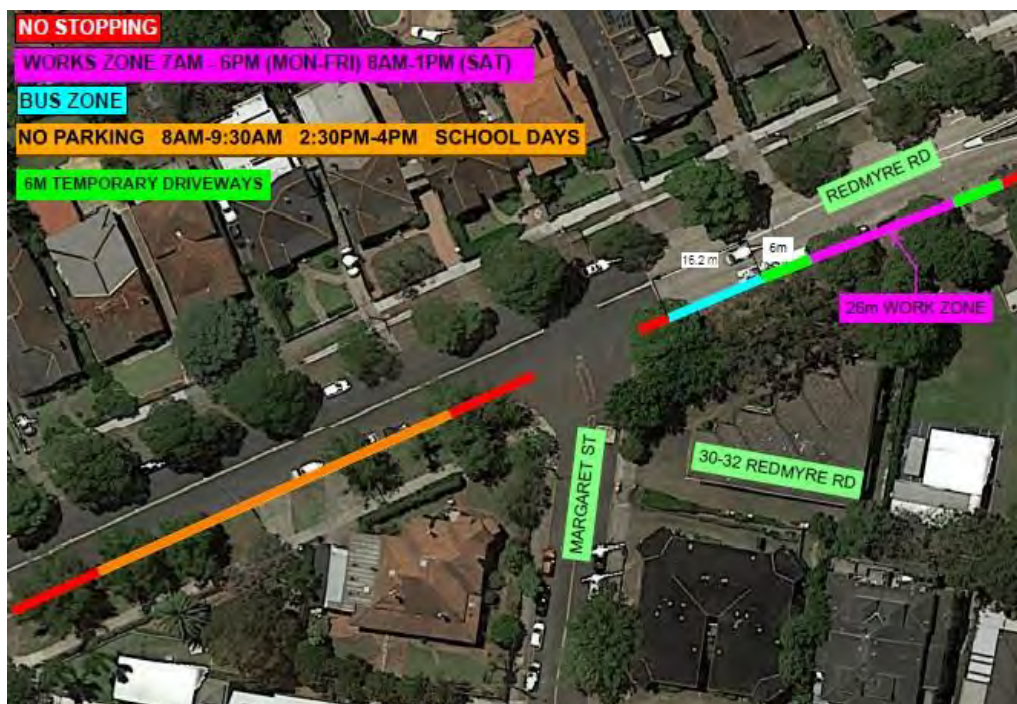 NO STOPPING
WORKS ZONE 7AM - 6PM (MON-FRI) 8AM-1PM (SAT)
BUS ZONE
NO PARKING 8AM-9:30AM 2:30PM-4PM SCHOOL DAYS
6M TEMPORARY DRIVEWAYS
REDMYRE RD
6m
16.2 m
26m WORK ZONE
30-32 REDMYRE RD
MARGARET ST